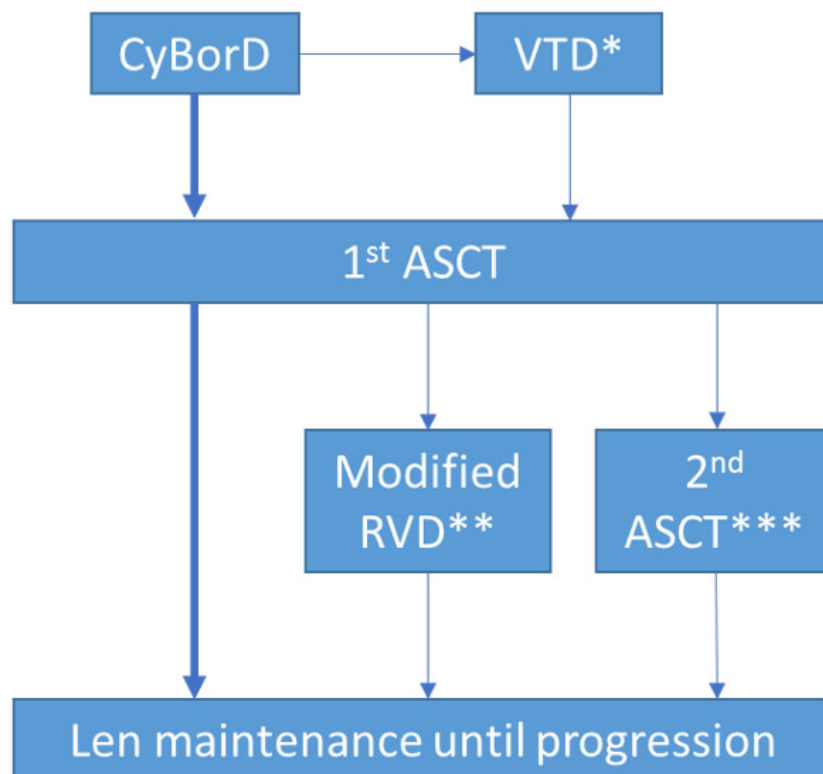 CyBorD
VTD*
1st ASCT
Modified
RVD**
2nd
ASCT***
Len maintenance until progression